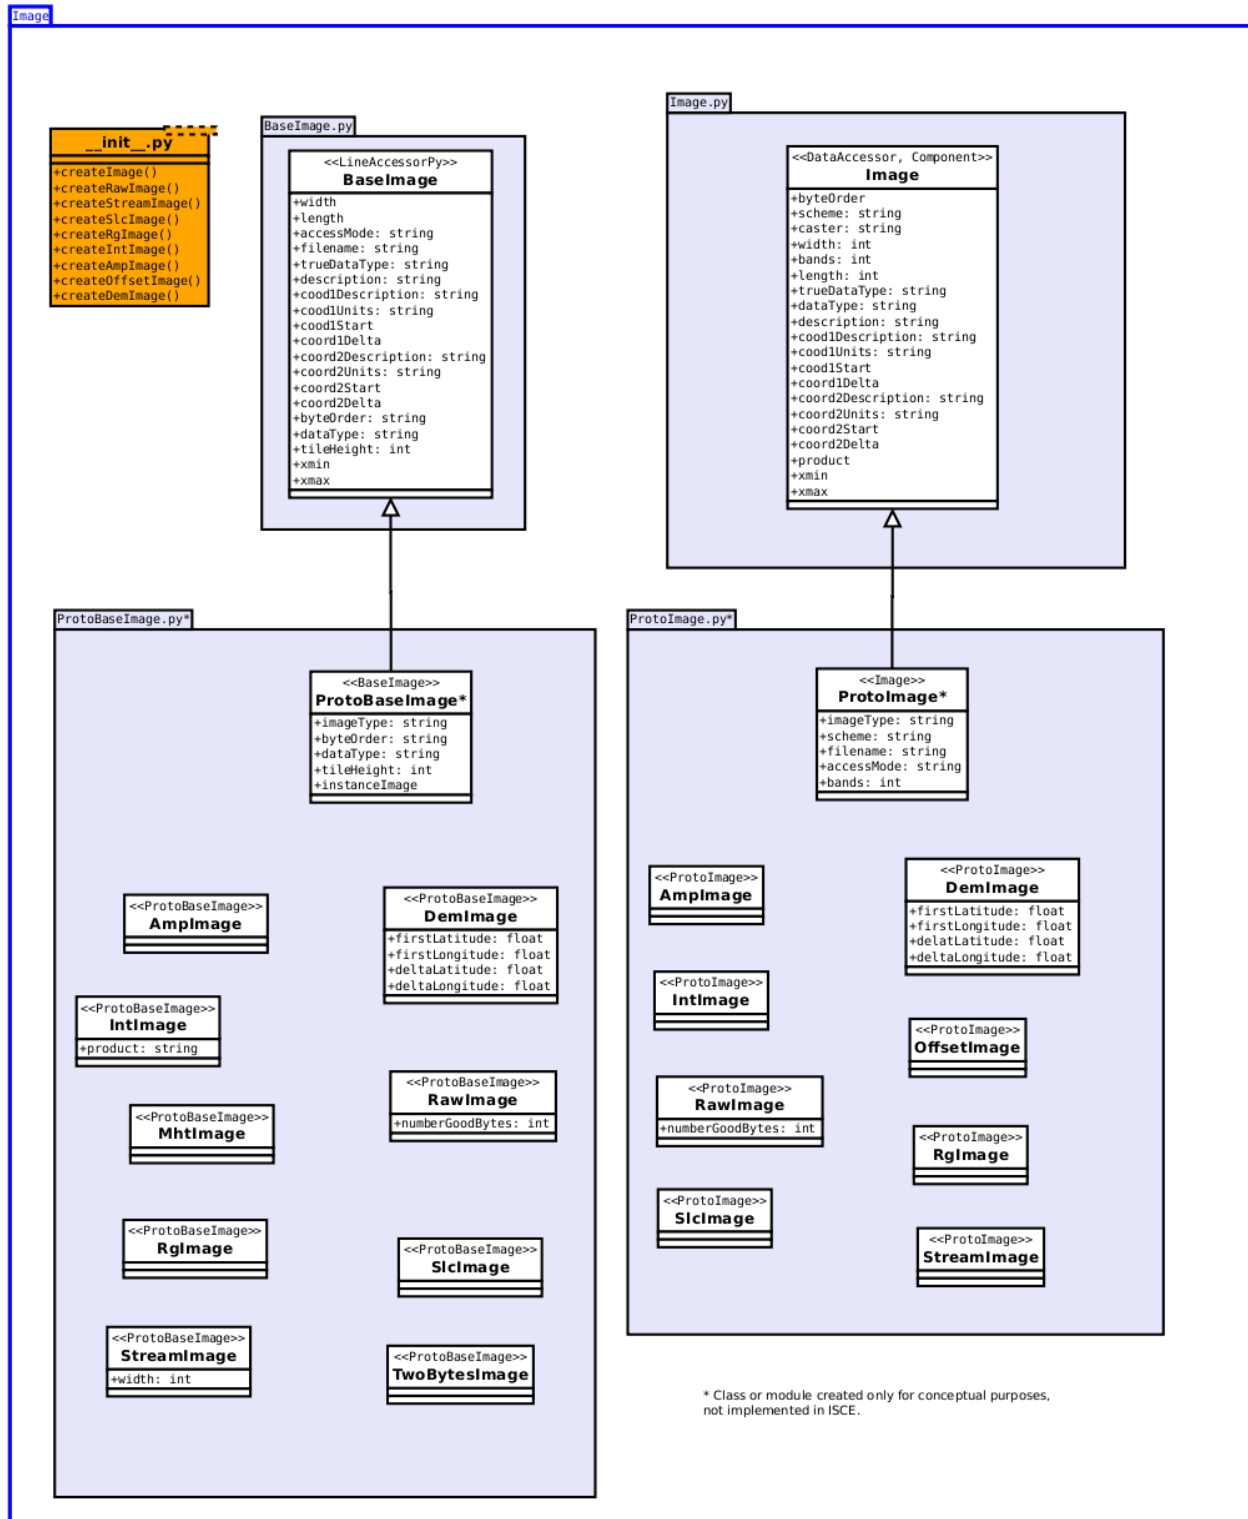 Image
__init__.py
+createImage()
+createRawImage()
+createStreamImage()
+createSlcImage()
+createRgImage()
+createIntImage()
+createAmpImage()
+createOffsetImage()
+createDemImage()
BaseImage.py
<<LineAccessorPy>>
BaseImage
+width
+length
+accessMode: string
+filename: string
+trueDataType: string
+description: string
+cood1Description: string
+cood1Units: string
+cood1Start
+coord1Delta
+coord2Description: string
+coord2Units: string
+coord2Start
+coord2Delta
+byteOrder: string
+dataType: string
+tileHeight: int
+xmin
+xmax
Image.py
<<DataAccessor, Component>>
Image
+byteOrder
+scheme: string
+caster: string
+width: int
+bands: int
+length: int
+trueDataType: string
+dataType: string
+description: string
+cood1Description: string
+cood1Units: string
+cood1Start
+coord1Delta
+coord2Description: string
+coord2Units: string
+coord2Start
+coord2Delta
+product
+xmin
+xmax
ProtoBaseImage.py*
<<BaseImage>>
ProtoBaseImage*
+imageType: string
+byteOrder: string
+dataType: string
+tileHeight: int
+instanceImage
<<ProtoBaseImage>>
AmpImage
<<ProtoBaseImage>>
DemImage
+firstLatitude: float
+firstLongitude: float
+deltaLatitude: float
+deltaLongitude: float
<<ProtoBaseImage>>
IntImage
+product: string
<<ProtoBaseImage>>
RawImage
+numberGoodBytes: int
<<ProtoBaseImage>>
MhtImage
<<ProtoBaseImage>>
RgImage
<<ProtoBaseImage>>
SlcImage
<<ProtoBaseImage>>
StreamImage
+width: int
<<ProtoBaseImage>>
TwoBytesImage
ProtoImage.py*
<<Image>>
ProtoImage*
+imageType: string
+scheme: string
+filename: string
+accessMode: string
+bands: int
<<ProtoImage>>
AmpImage
<<ProtoImage>>
DemImage
+firstLatitude: float
+firstLongitude: float
+delatLatitude: float
+deltaLongitude: float
<<ProtoImage>>
IntImage
<<ProtoImage>>
OffsetImage
<<ProtoImage>>
RawImage
+numberGoodBytes: int
<<ProtoImage>>
RgImage
<<ProtoImage>>
SlcImage
<<ProtoImage>>
StreamImage
* Class or module created only for conceptual purposes,
not implemented in ISCE.